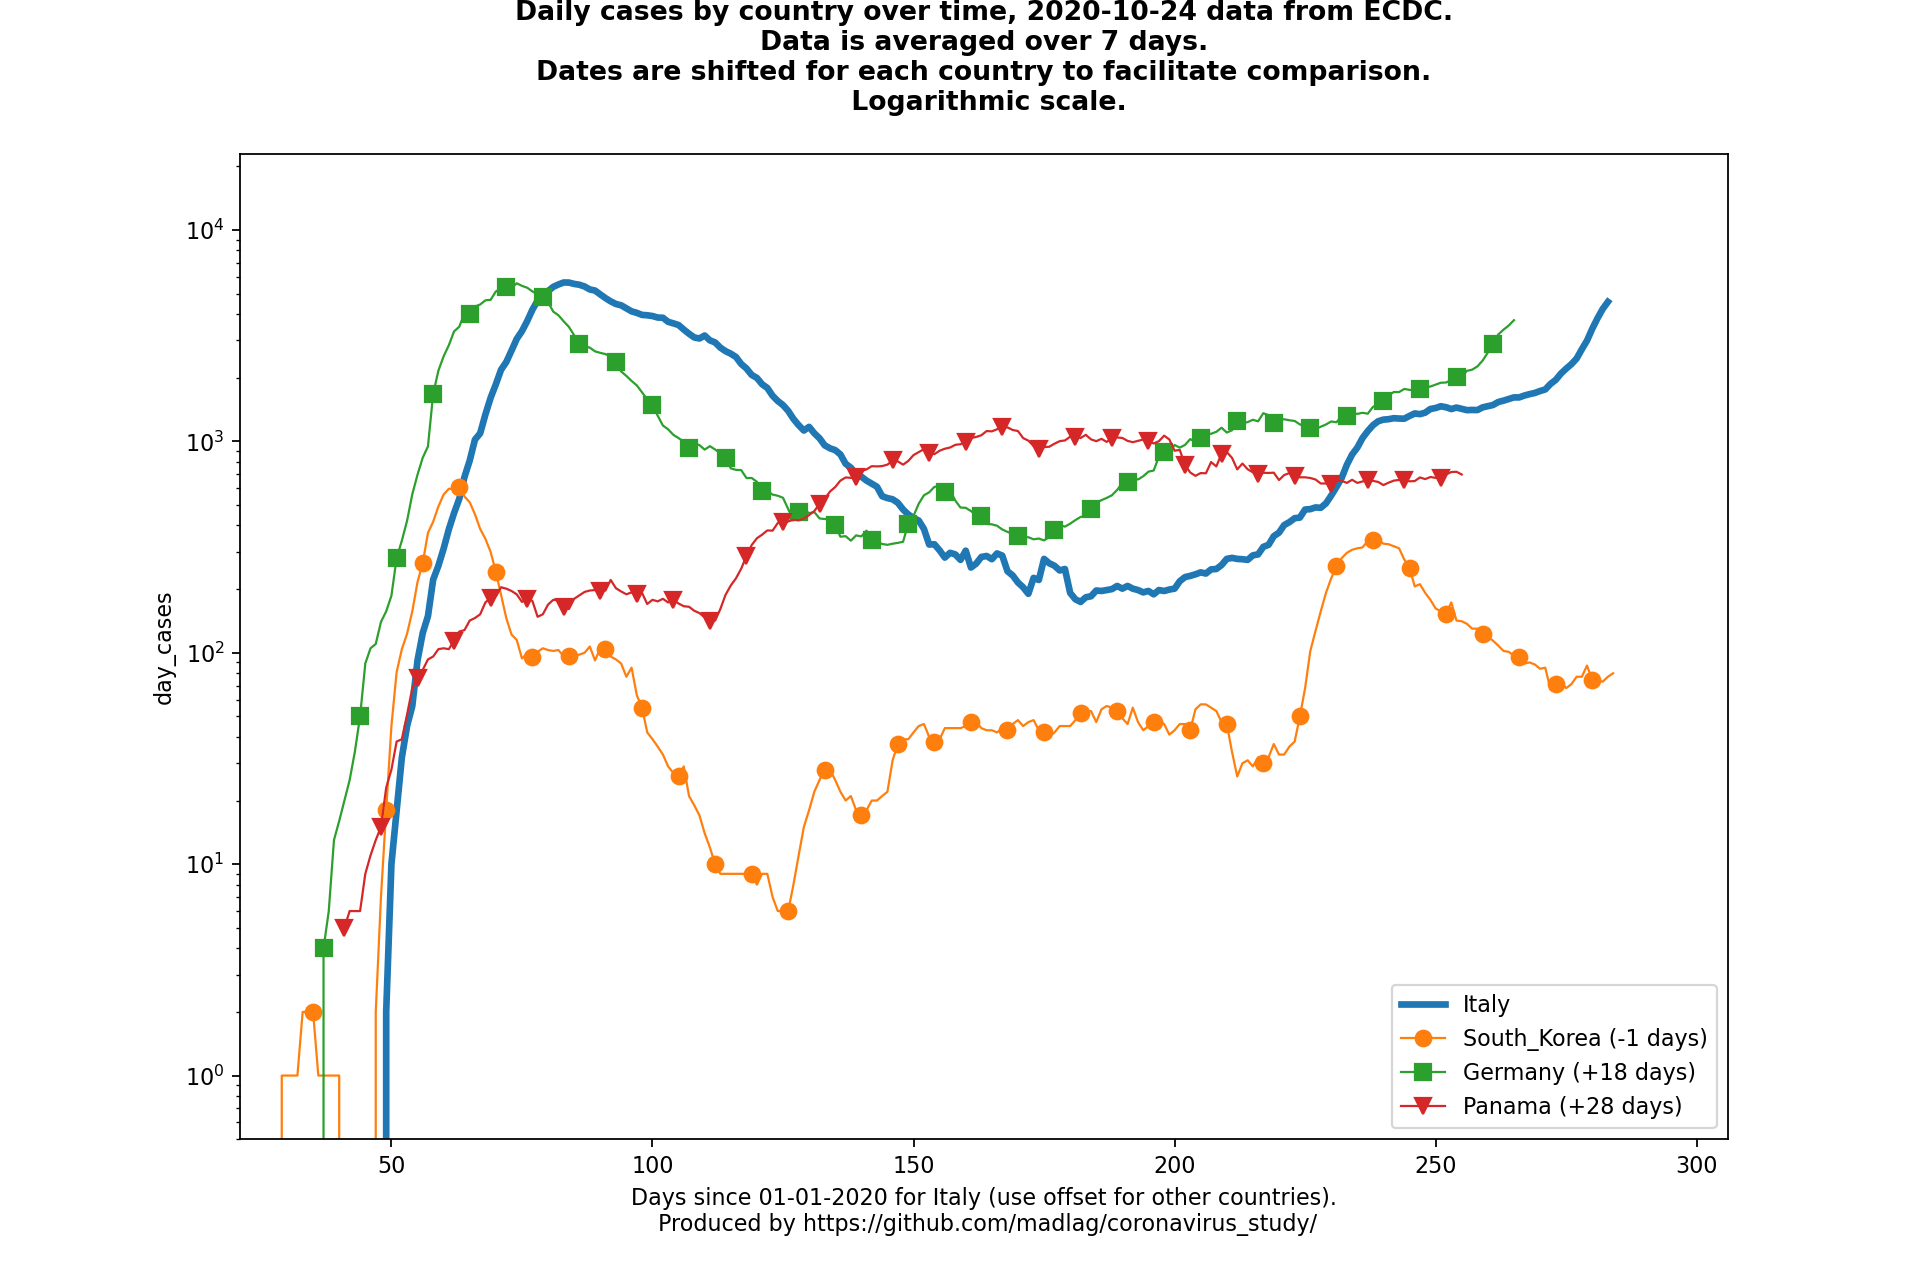 Daily cases by country over time, 2020-10-24 data from ECDC.
Data is averaged over 7 days.
Dates are shifted for each country to facilitate comparison.
Logarithmic scale.
10⁴
10³
10²
10¹
10⁰
day_cases
Italy
South_Korea (-1 days)
Germany (+18 days)
Panama (+28 days)
50 100 150 200 250 300
Days since 01-01-2020 for Italy (use offset for other countries).
Produced by https://github.com/madlag/coronavirus_study/